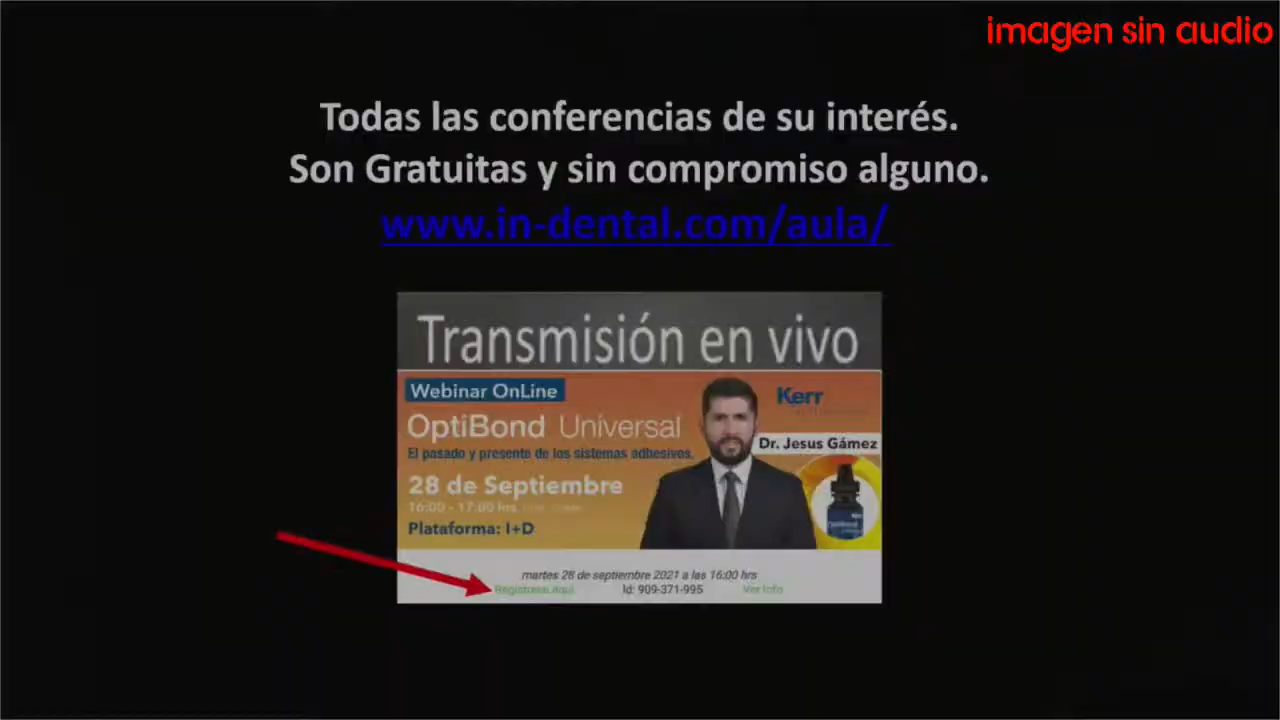 imagen sin audio
Todas las conferencias de su interés.
Son Gratuitas y sin compromiso alguno.
www.in-dental.com/aula/
Transmisión en vivo
Webinar OnLine
Kerr
OptiBond Universal
Dr. Jesus Gámez
El pasado y presente de los sistemas adhesivos.
28 de Septiembre
16:00 - 17:00 hrs.
Plataforma: I+D
martes 28 de septiembre 2021 a las 16:00 hrs
Registrese aquí Id: 909-371-995 Ver Info